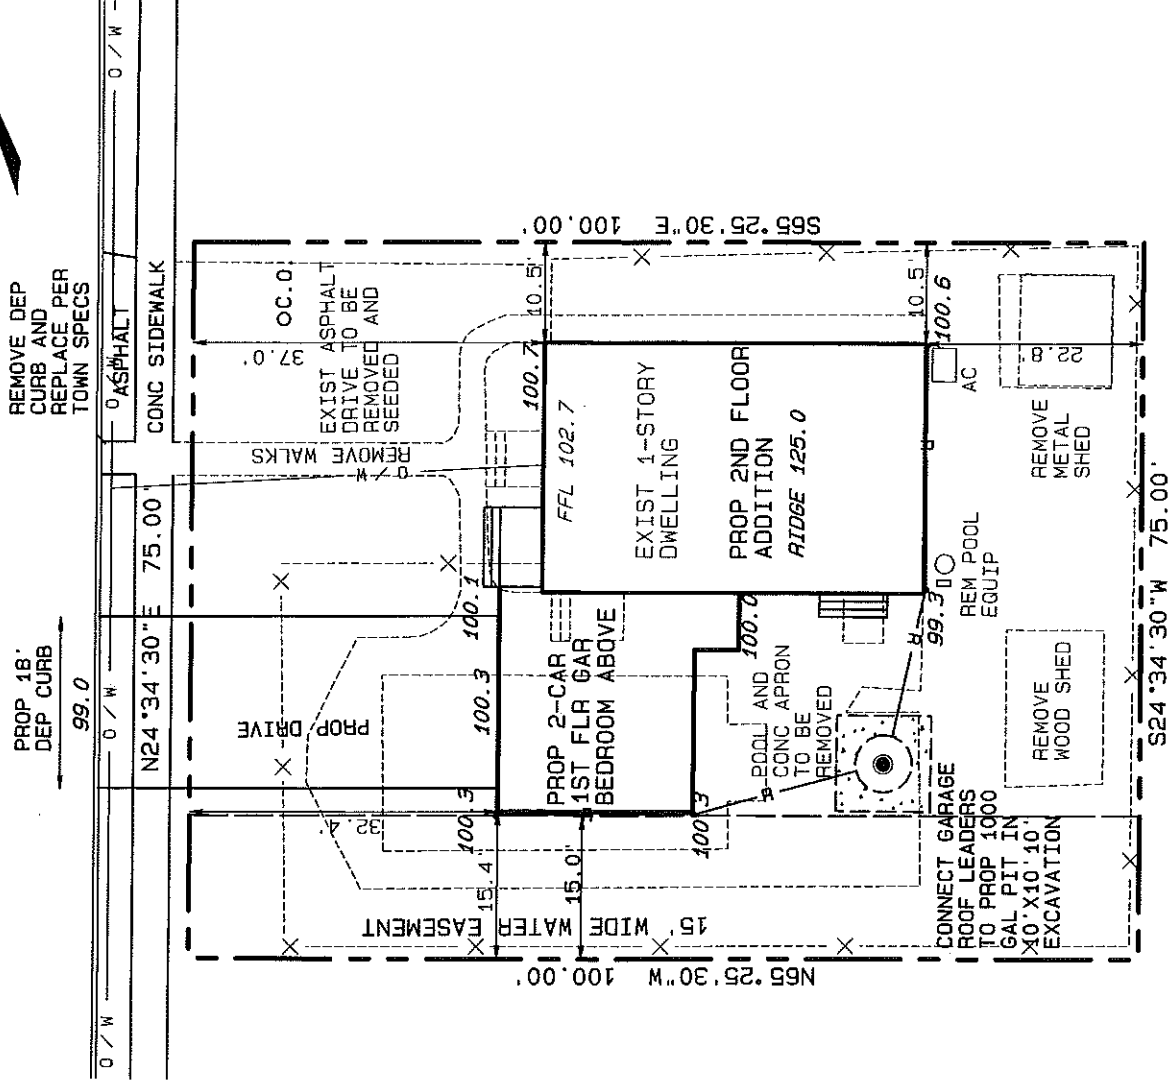 REMOVE DEP
CURB AND
REPLACE PER
TOWN SPECS
PROP 18'
DEP CURB
99.0
O/W
O/W
O/W
O/W
ASPHALT
CONC SIDEWALK
N24°34'30"E 75.00'
S65°25'30"E 100.00'
C.O.
37.0'
EXIST ASPHALT
DRIVE TO BE
REMOVED AND
SEEDED
REMOVE WALKS
O/W
PROP DRIVE
32.4'
10.5'
10.5'
100.7
100.6
FFL 102.7
EXIST 1-STORY
DWELLING
PROP 2ND FLOOR
ADDITION
RIDGE 125.0
AC
22.8'
REMOVE
METAL
SHED
100.1
100.3
100.3
PROP 2-CAR
1ST FLR GAR
BEDROOM ABOVE
100.0
100.3
99.3
REM POOL
EQUIP
POOL AND
CONC APRON
TO BE
REMOVED
REMOVE
WOOD SHED
15.4'
15.0'
15' WIDE WATER EASEMENT
CONNECT GARAGE
ROOF LEADERS
TO PROP 1000
GAL PIT IN
10'X10'10'
EXCAVATION
N65°25'30"W 100.00'
S24°34'30"W 75.00'